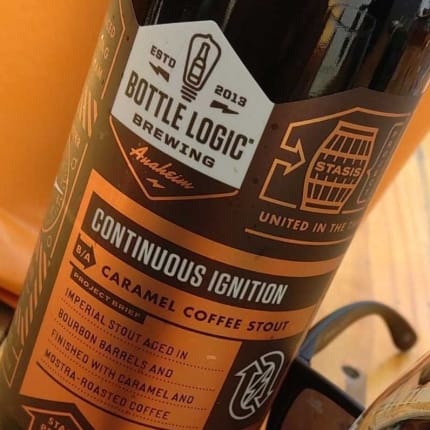 ESTD 2013
BOTTLE LOGIC
BREWING
Anaheim
STASIS
UNITED IN THE
CONTINUOUS IGNITION
B/A
CARAMEL COFFEE STOUT
PROJECT BRIEF
IMPERIAL STOUT AGED IN
BOURBON BARRELS AND
FINISHED WITH CARAMEL AND
MOSTRA-ROASTED COFFEE